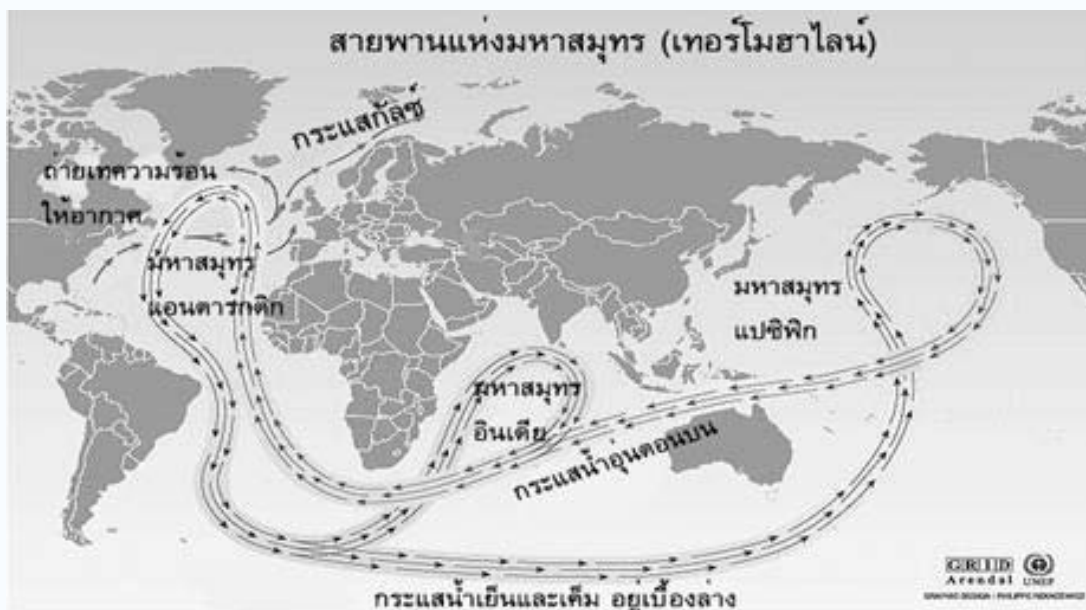 สายพานแห่งมหาสมุทร (เทอร์โมฮาไลน์)
กระแสกัลซ์
ถ่ายเทความร้อน
ให้อากาศ
มหาสมุทร
แอนตาร์กติก
มหาสมุทร
แปซิฟิก
มหาสมุทร
อินเดีย
กระแสน้ำอุ่นตอนบน
กระแสน้ำเย็นและเค็ม อยู่เบื้องล่าง
GRID
Arendal UNEP
GRAPHIC DESIGN : PHILIPPE REKACEWICZ